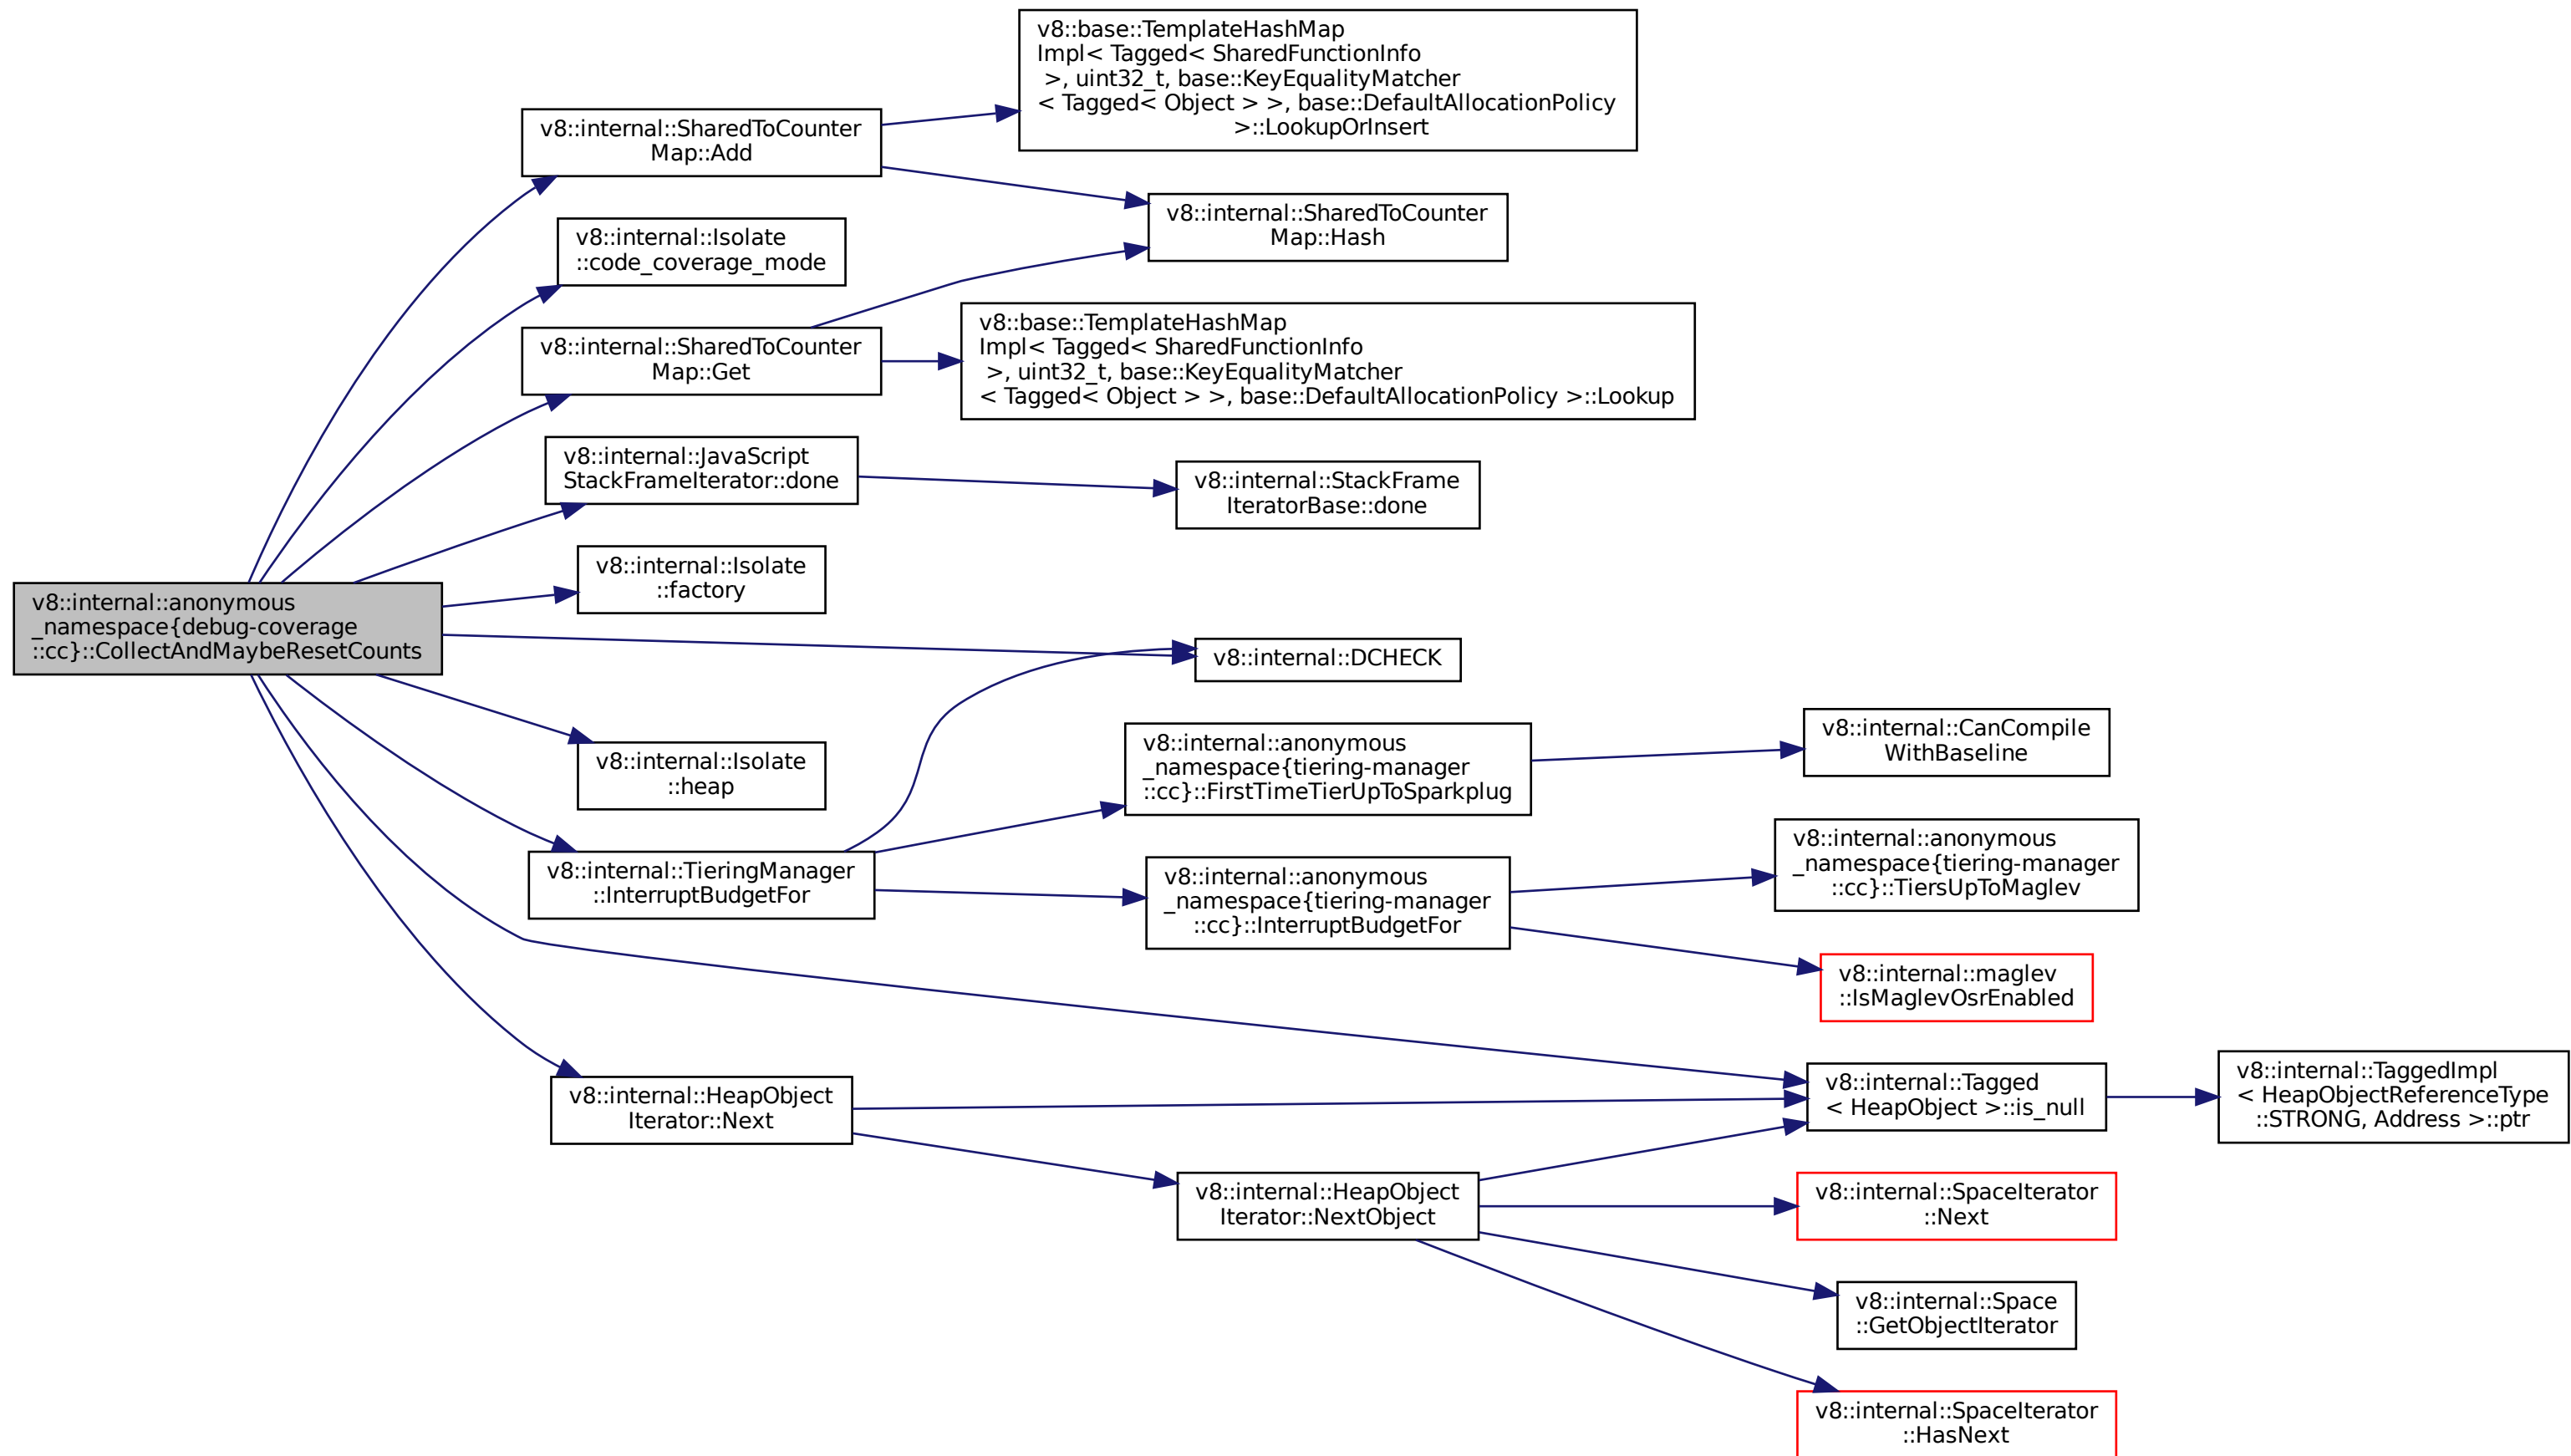 v8::base::TemplateHashMap
Impl< Tagged< SharedFunctionInfo
 >, uint32_t, base::KeyEqualityMatcher
< Tagged< Object > >, base::DefaultAllocationPolicy
>::LookupOrInsert
v8::internal::SharedToCounter
Map::Add
v8::internal::SharedToCounter
Map::Hash
v8::internal::Isolate
::code_coverage_mode
v8::internal::SharedToCounter
Map::Get
v8::base::TemplateHashMap
Impl< Tagged< SharedFunctionInfo
 >, uint32_t, base::KeyEqualityMatcher
< Tagged< Object > >, base::DefaultAllocationPolicy >::Lookup
v8::internal::JavaScript
StackFrameIterator::done
v8::internal::StackFrame
IteratorBase::done
v8::internal::Isolate
::factory
v8::internal::anonymous
_namespace{debug-coverage
::cc}::CollectAndMaybeResetCounts
v8::internal::DCHECK
v8::internal::Isolate
::heap
v8::internal::anonymous
_namespace{tiering-manager
::cc}::FirstTimeTierUpToSparkplug
v8::internal::CanCompile
WithBaseline
v8::internal::TieringManager
::InterruptBudgetFor
v8::internal::anonymous
_namespace{tiering-manager
::cc}::InterruptBudgetFor
v8::internal::anonymous
_namespace{tiering-manager
::cc}::TiersUpToMaglev
v8::internal::maglev
::IsMaglevOsrEnabled
v8::internal::HeapObject
Iterator::Next
v8::internal::Tagged
< HeapObject >::is_null
v8::internal::TaggedImpl
< HeapObjectReferenceType
::STRONG, Address >::ptr
v8::internal::HeapObject
Iterator::NextObject
v8::internal::SpaceIterator
::Next
v8::internal::Space
::GetObjectIterator
v8::internal::SpaceIterator
::HasNext